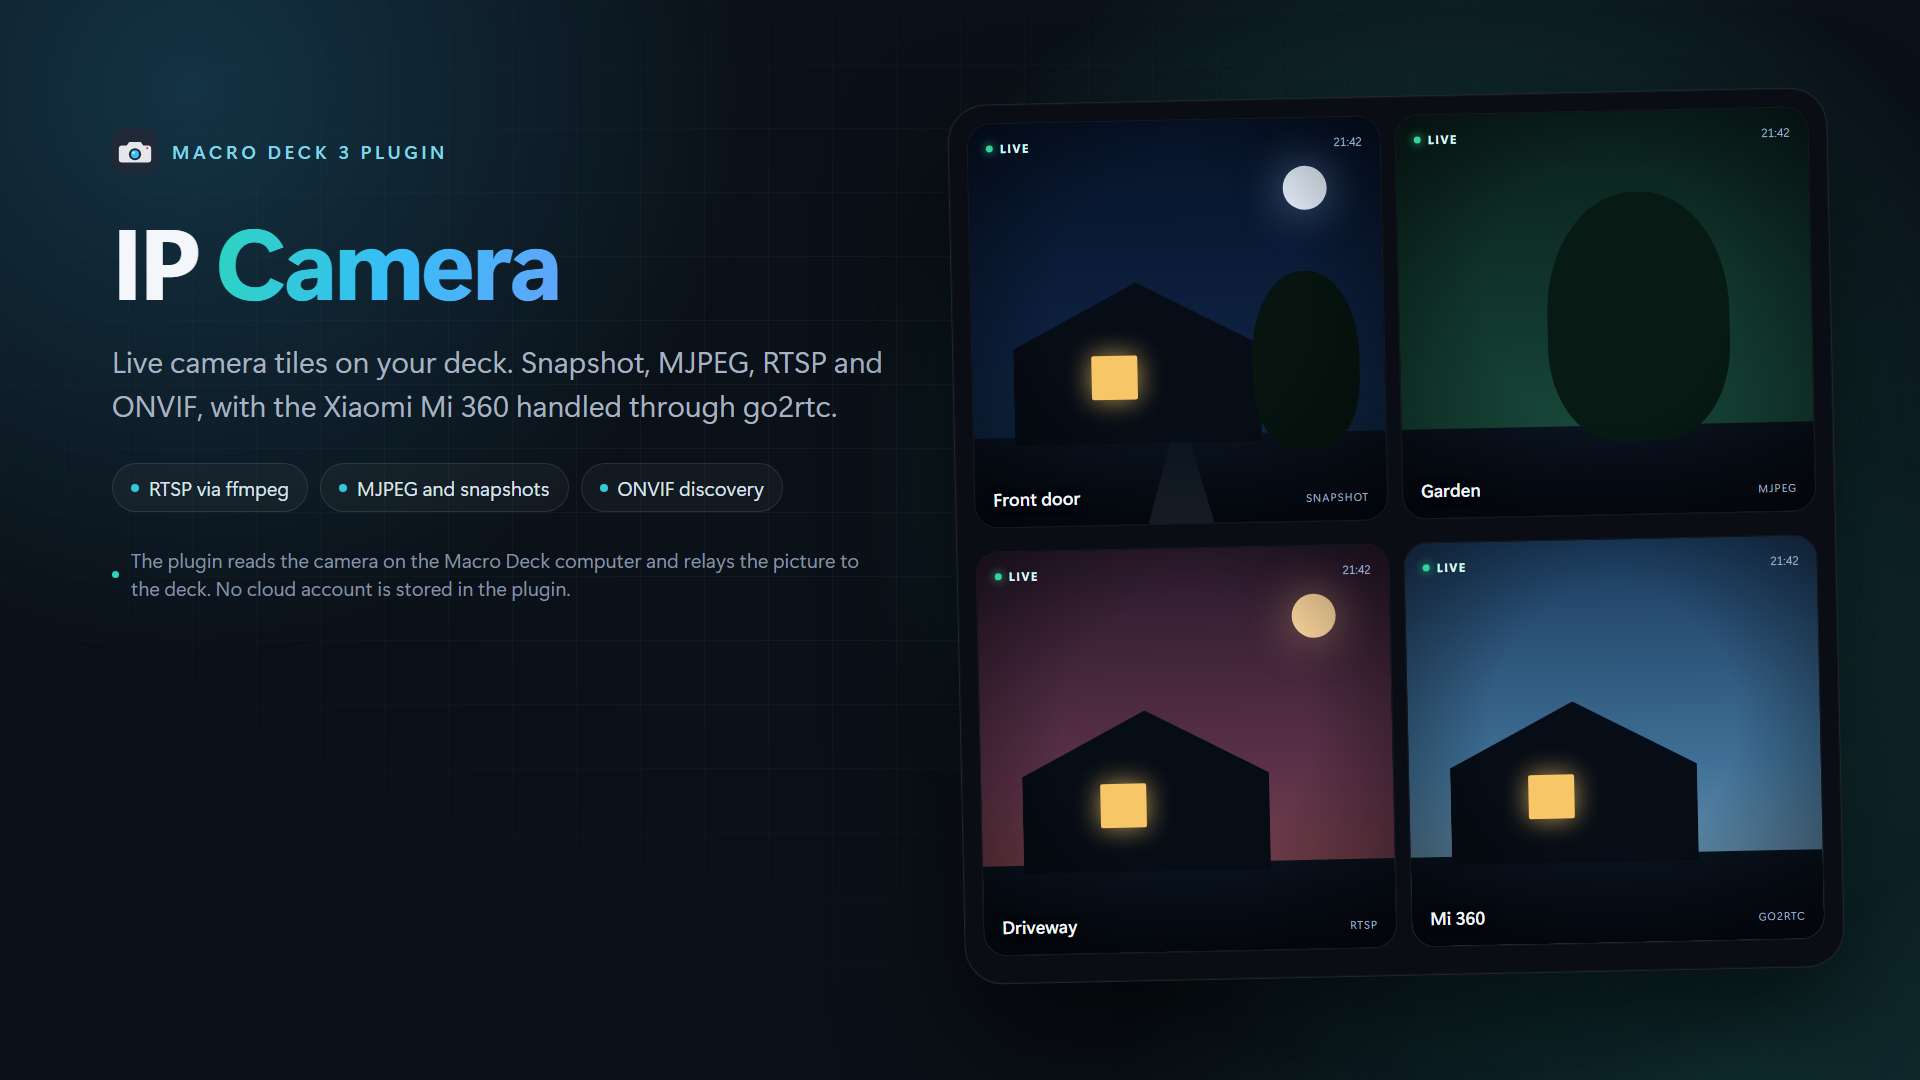 MACRO DECK 3 PLUGIN
IP Camera
Live camera tiles on your deck. Snapshot, MJPEG, RTSP and
ONVIF, with the Xiaomi Mi 360 handled through go2rtc.
RTSP via ffmpeg
MJPEG and snapshots
ONVIF discovery
The plugin reads the camera on the Macro Deck computer and relays the picture to
the deck. No cloud account is stored in the plugin.
LIVE
21:42
Front door
SNAPSHOT
LIVE
21:42
Garden
MJPEG
LIVE
21:42
Driveway
RTSP
LIVE
21:42
Mi 360
GO2RTC